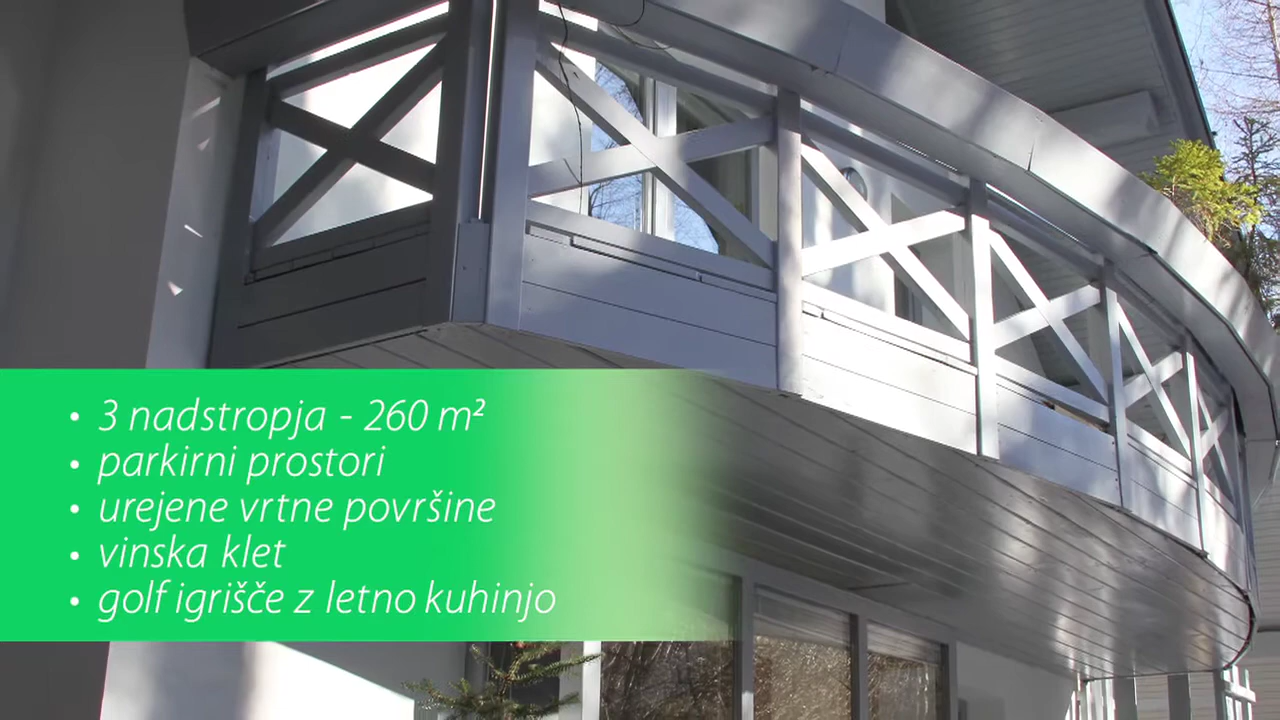 • 3 nadstropja - 260 m²
• parkirni prostori
• urejene vrtne površine
• vinska klet
• golf igrišče z letno kuhinjo